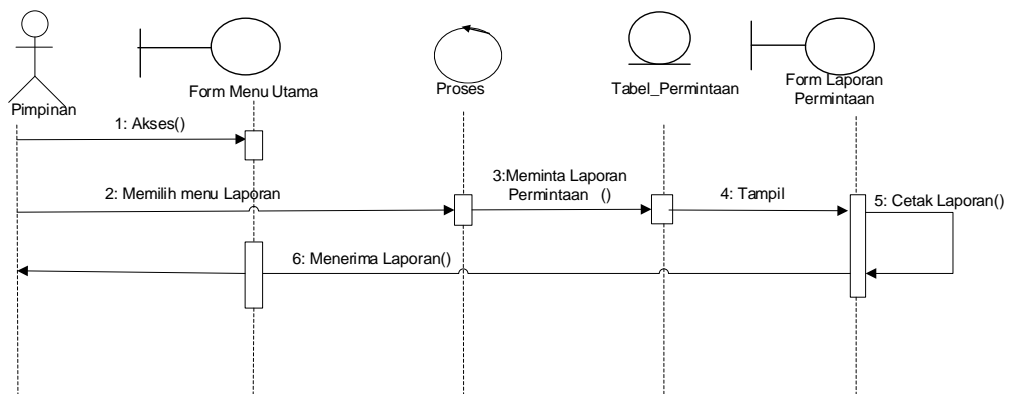 Pimpinan
Form Menu Utama
Proses
Tabel_Permintaan
Form Laporan
Permintaan
1: Akses()
2: Memilih menu Laporan
3:Meminta Laporan
Permintaan ()
4: Tampil
5: Cetak Laporan()
6: Menerima Laporan()